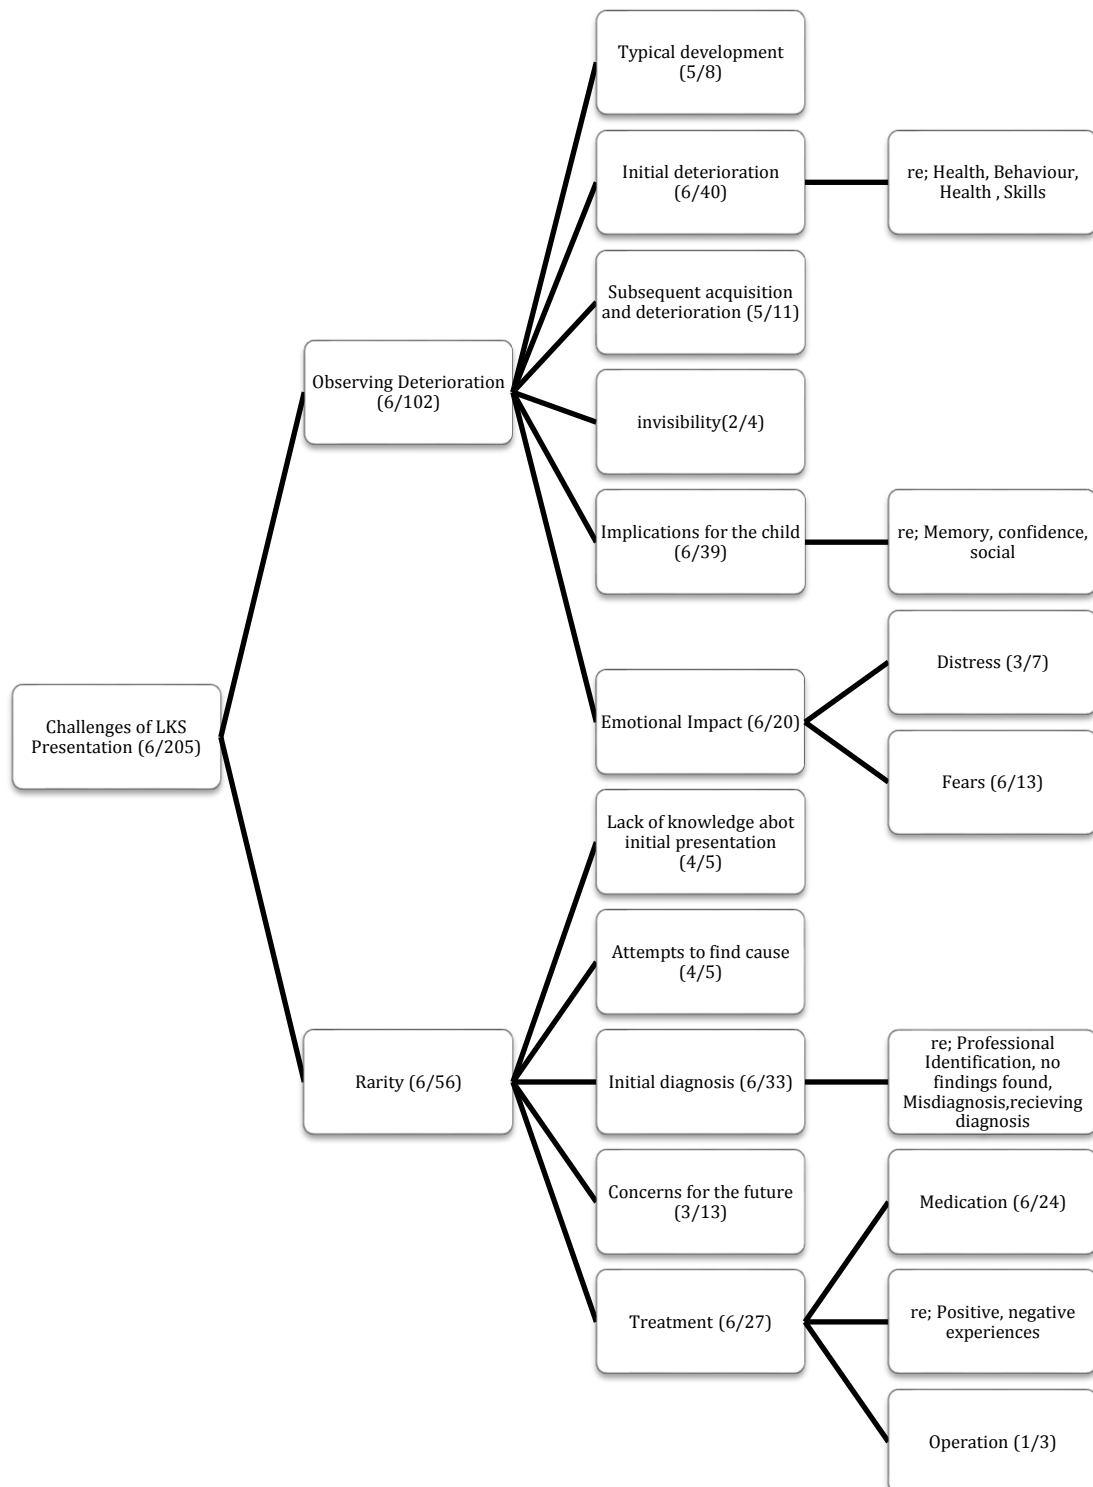 Typical development
(5/8)
Initial deterioration
(6/40)
re; Health, Behaviour,
Health , Skills
Subsequent acquisition
and deterioration (5/11)
Observing Deterioration
(6/102)
invisibility(2/4)
Implications for the child
(6/39)
re; Memory, confidence,
social
Distress (3/7)
Emotional Impact (6/20)
Fears (6/13)
Challenges of LKS
Presentation (6/205)
Lack of knowledge abot
initial presentation
(4/5)
Attempts to find cause
(4/5)
Rarity (6/56)
Initial diagnosis (6/33)
re; Professional
Identification, no
findings found,
Misdiagnosis,recieving
diagnosis
Concerns for the future
(3/13)
Medication (6/24)
Treatment (6/27)
re; Positive, negative
experiences
Operation (1/3)